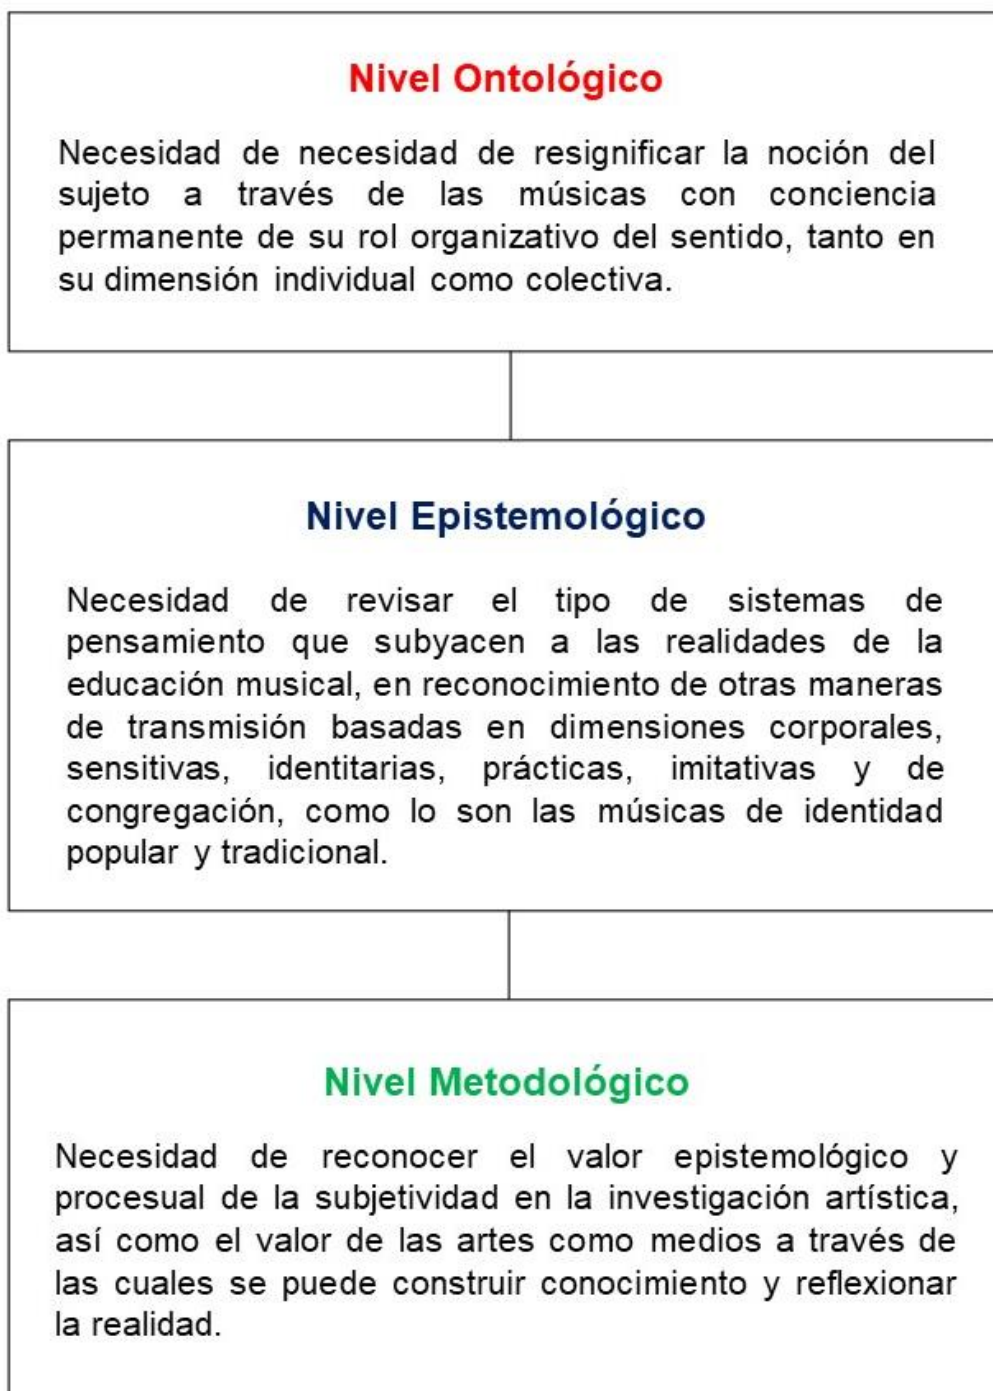 Nivel Ontológico
Necesidad de necesidad de resignificar la noción del
sujeto a través de las músicas con conciencia
permanente de su rol organizativo del sentido, tanto en
su dimensión individual como colectiva.
Nivel Epistemológico
Necesidad de revisar el tipo de sistemas de
pensamiento que subyacen a las realidades de la
educación musical, en reconocimiento de otras maneras
de transmisión basadas en dimensiones corporales,
sensitivas, identitarias, prácticas, imitativas y de
congregación, como lo son las músicas de identidad
popular y tradicional.
Nivel Metodológico
Necesidad de reconocer el valor epistemológico y
procesual de la subjetividad en la investigación artística,
así como el valor de las artes como medios a través de
las cuales se puede construir conocimiento y reflexionar
la realidad.